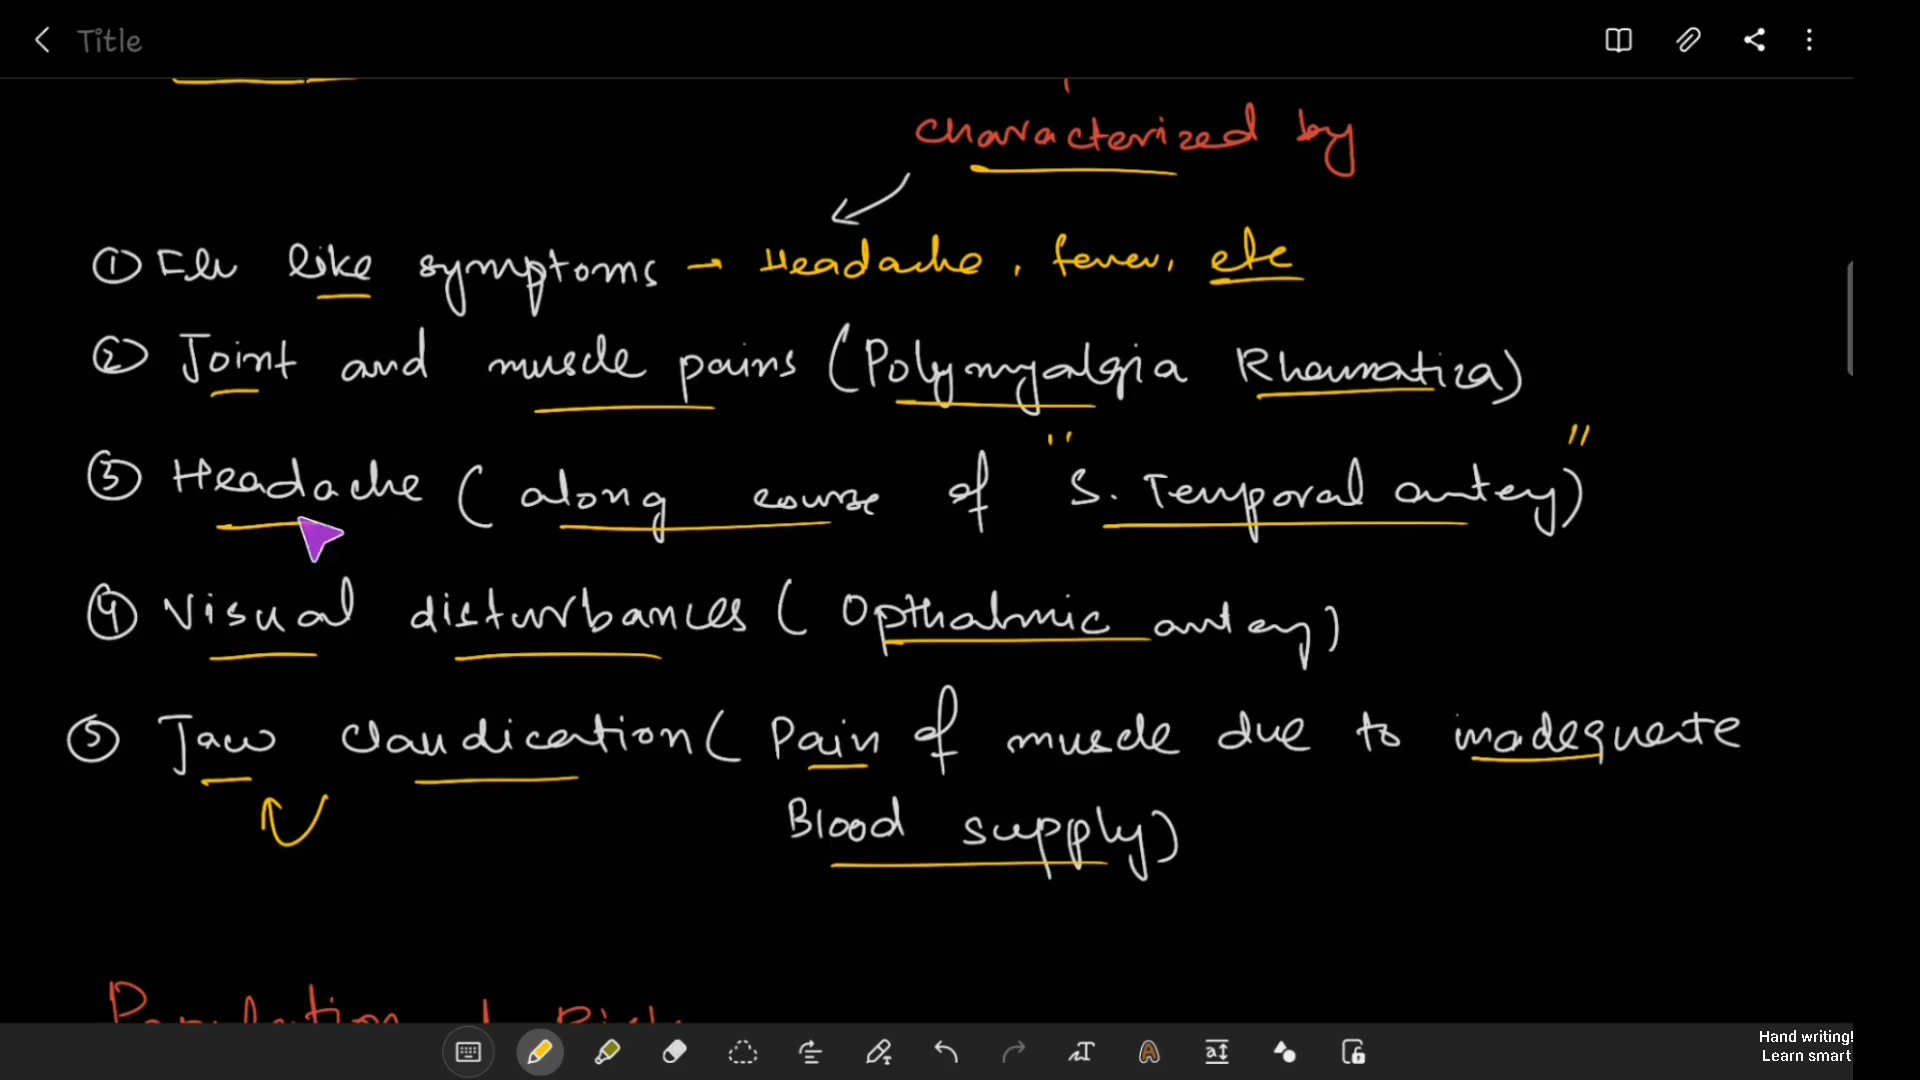 Title
characterized by
① Flu like symptoms → Headache, fever, etc
② Joint and muscle pains (Polymyalgia Rheumatica)
③ Headache (along course of "S. Temporal artery")
④ Visual disturbances (Opthalmic artery)
⑤ Jaw claudication (Pain of muscle due to inadequate
Blood supply)
Population
Hand writing!
Learn smart